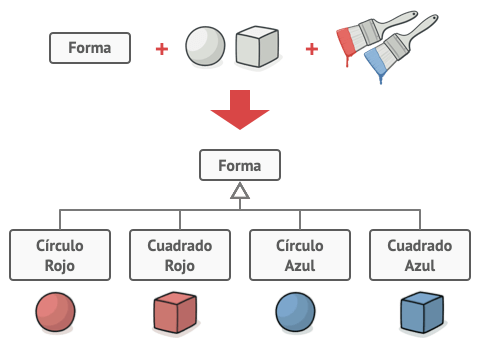 Forma
+
+
Forma
Círculo
Rojo
Cuadrado
Rojo
Círculo
Azul
Cuadrado
Azul